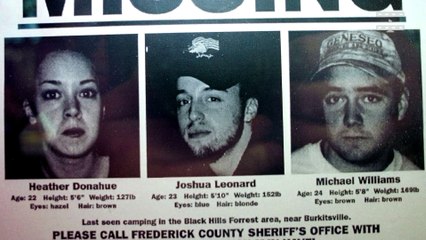 MISSING
GENESEO
Heather Donahue
Age: 22 Height: 5'6" Weight: 127lb
Eyes: hazel Hair: brown
Joshua Leonard
Age: 23 Height: 5'10" Weight: 152lb
Eyes: blue Hair: blonde
Michael Williams
Age: 24 Height: 5'8" Weight: 169lb
Eyes: brown Hair: brown
Last seen camping in the Black Hills Forrest area, near Burkitsville.
PLEASE CALL FREDERICK COUNTY SHERIFF'S OFFICE WITH